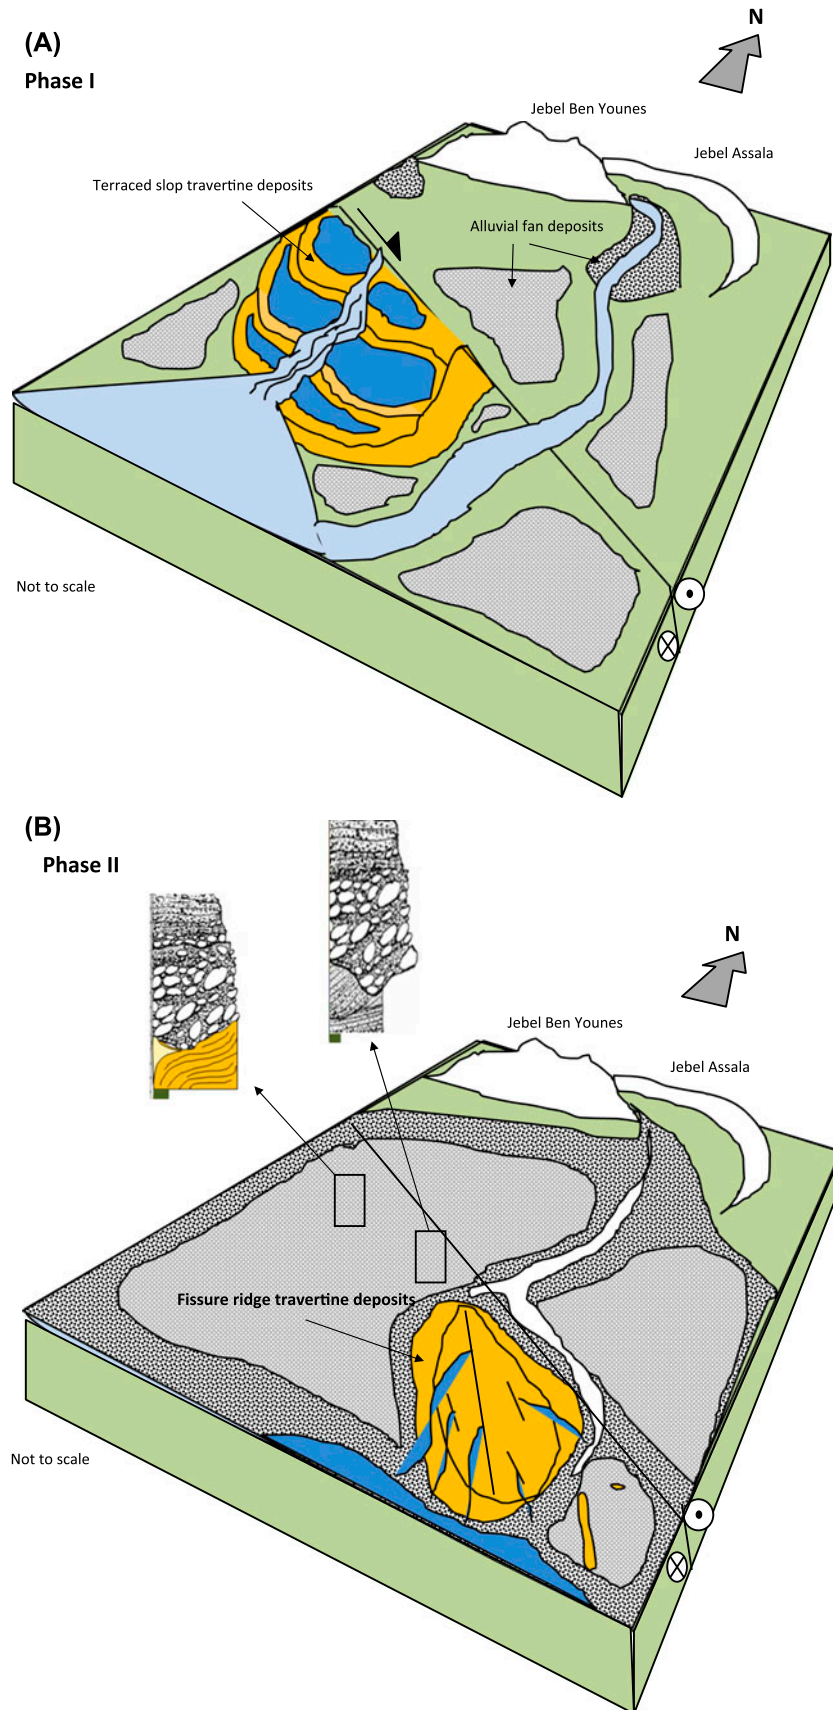 (A)
Phase I
N
Jebel Ben Younes
Jebel Assala
Terraced slop travertine deposits
Alluvial fan deposits
Not to scale
(B)
Phase II
N
Jebel Ben Younes
Jebel Assala
Fissure ridge travertine deposits
Not to scale